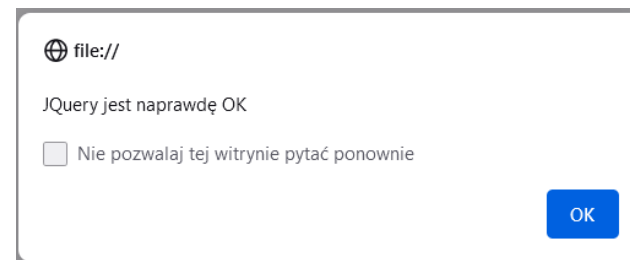 file://
JQuery jest naprawdę OK
Nie pozwalaj tej witrynie pytać ponownie
OK